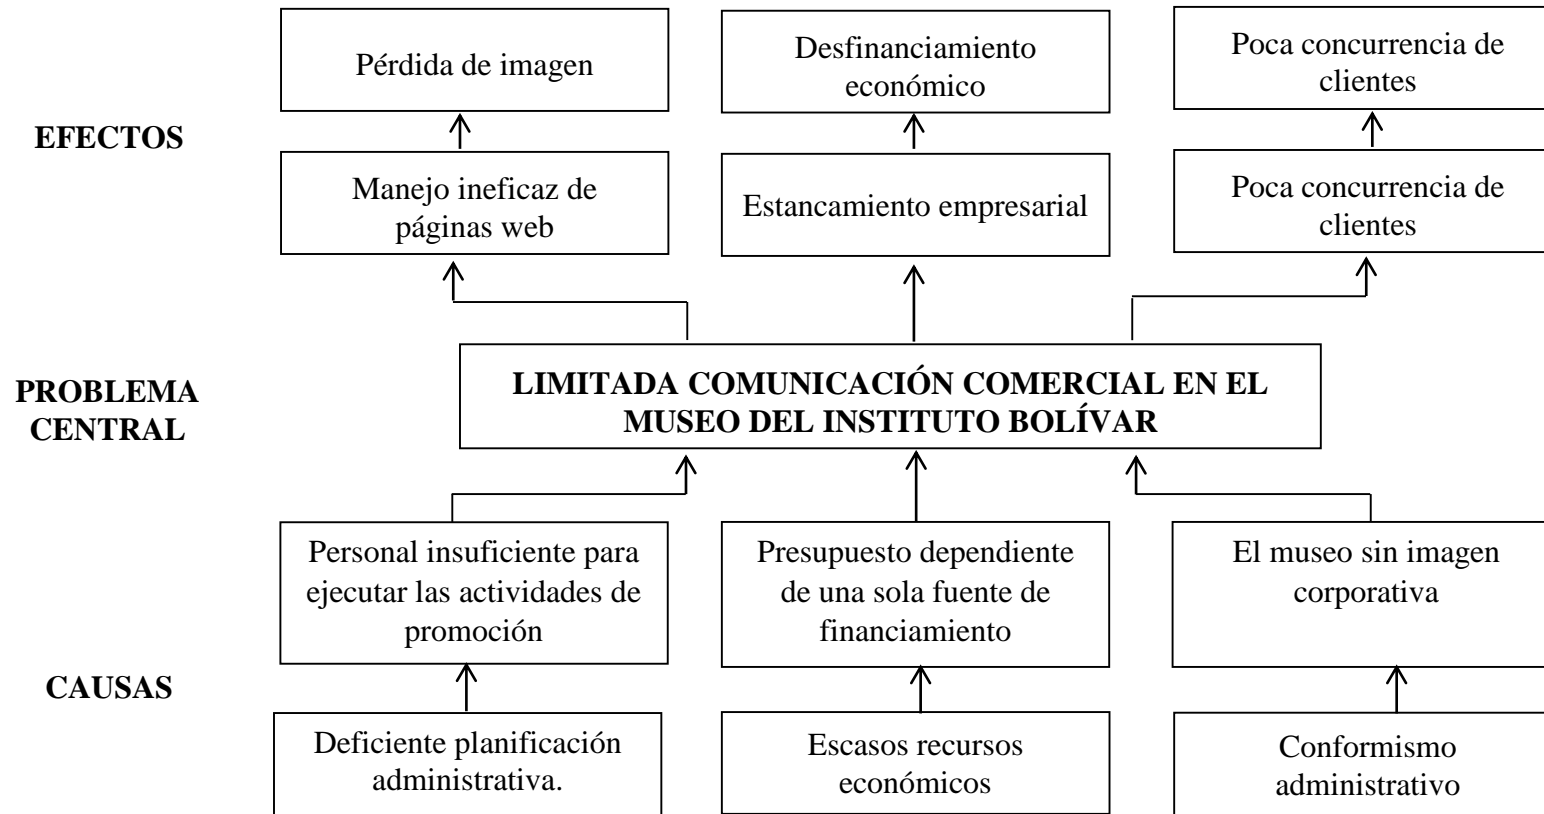 Pérdida de imagen
Desfinanciamiento
económico
Poca concurrencia de
clientes
EFECTOS
Manejo ineficaz de
páginas web
Estancamiento empresarial
Poca concurrencia de
clientes
PROBLEMA
CENTRAL
LIMITADA COMUNICACIÓN COMERCIAL EN EL
MUSEO DEL INSTITUTO BOLÍVAR
Personal insuficiente para
ejecutar las actividades de
promoción
Presupuesto dependiente
de una sola fuente de
financiamiento
El museo sin imagen
corporativa
CAUSAS
Deficiente planificación
administrativa.
Escasos recursos
económicos
Conformismo
administrativo